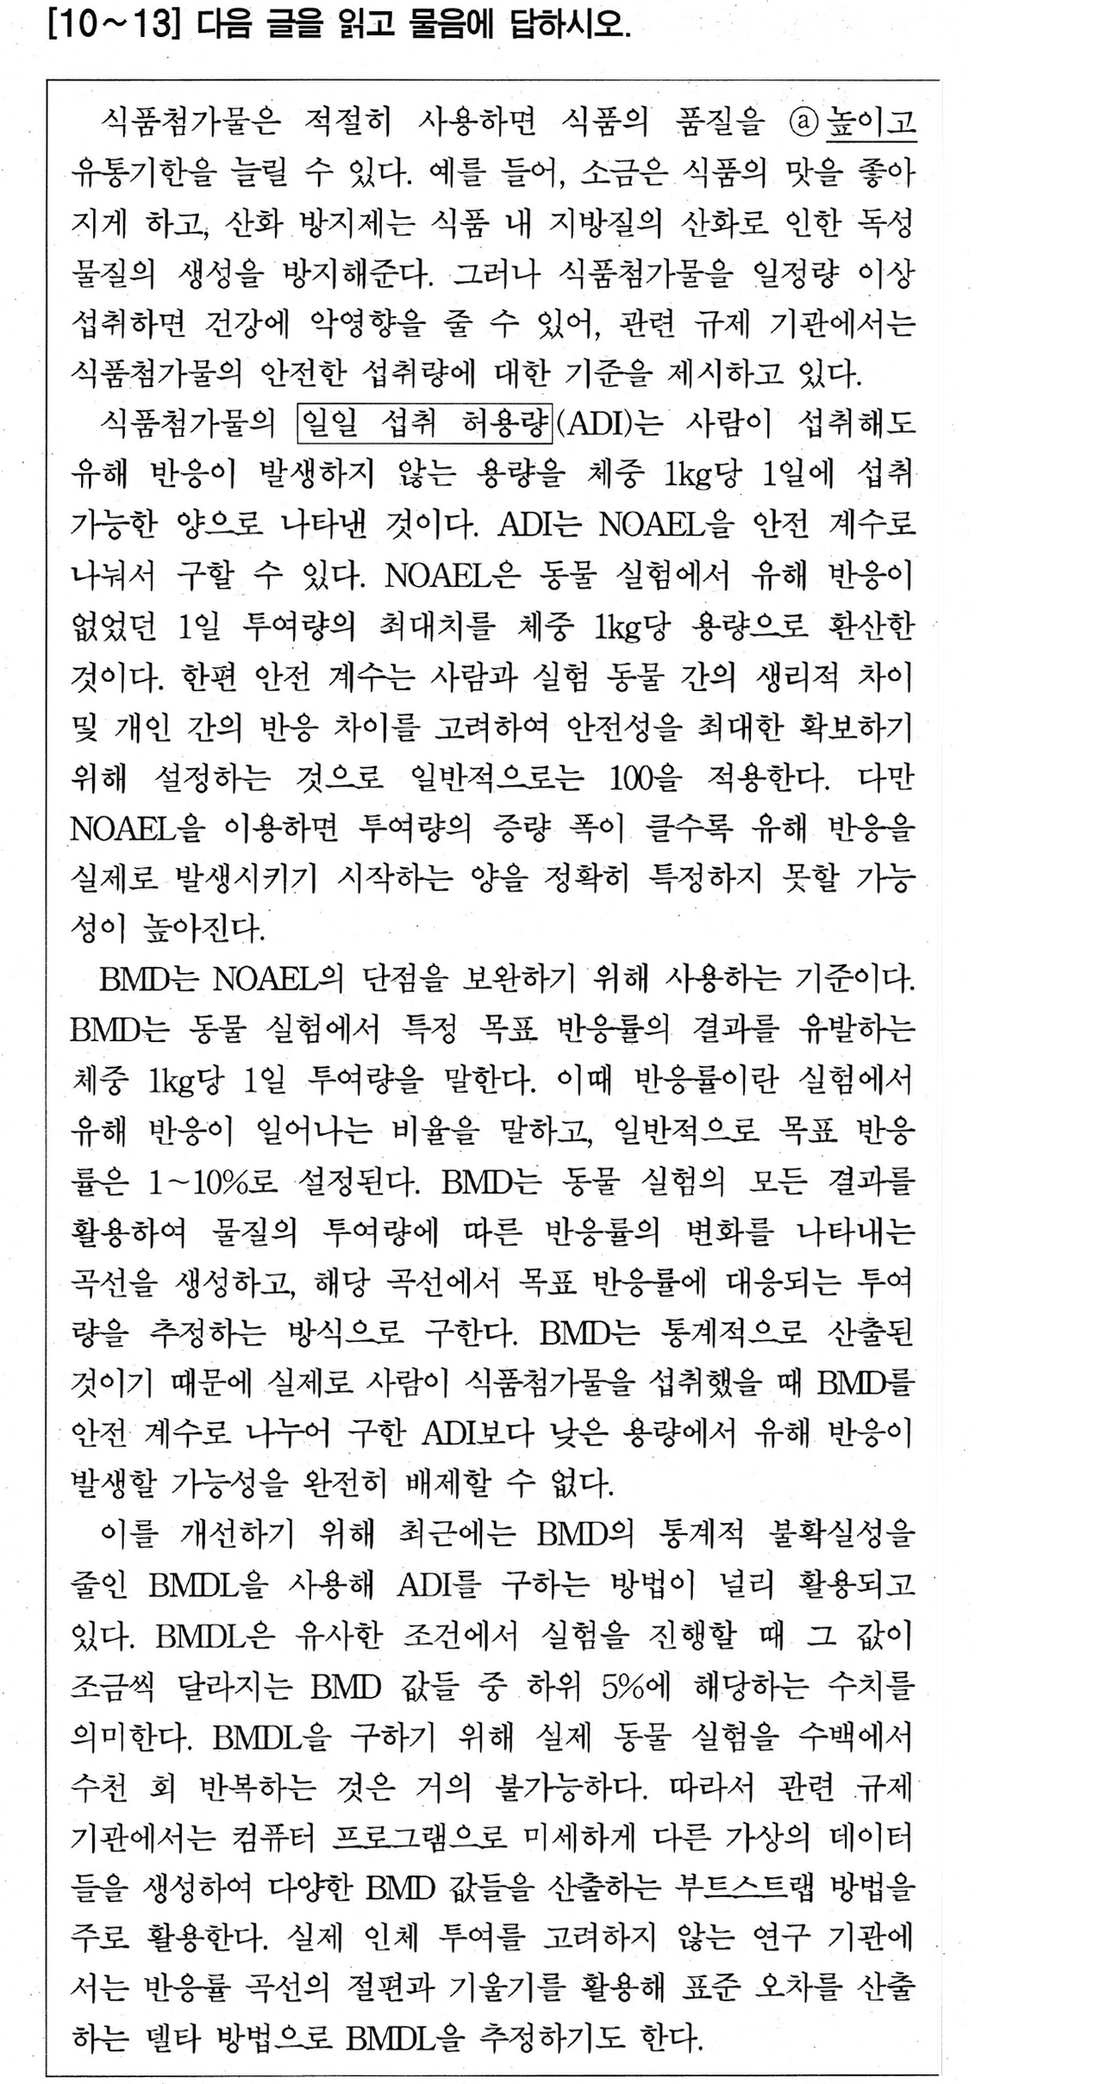 [10~13] 다음 글을 읽고 물음에 답하시오.
식품첨가물은 적절히 사용하면 식품의 품질을 ⓐ높이고
유통기한을 늘릴 수 있다. 예를 들어, 소금은 식품의 맛을 좋아
지게 하고, 산화 방지제는 식품 내 지방질의 산화로 인한 독성
물질의 생성을 방지해준다. 그러나 식품첨가물을 일정량 이상
섭취하면 건강에 악영향을 줄 수 있어, 관련 규제 기관에서는
식품첨가물의 안전한 섭취량에 대한 기준을 제시하고 있다.
식품첨가물의 일일 섭취 허용량(ADI)는 사람이 섭취해도
유해 반응이 발생하지 않는 용량을 체중 1kg당 1일에 섭취
가능한 양으로 나타낸 것이다. ADI는 NOAEL을 안전 계수로
나눠서 구할 수 있다. NOAEL은 동물 실험에서 유해 반응이
없었던 1일 투여량의 최대치를 체중 1kg당 용량으로 환산한
것이다. 한편 안전 계수는 사람과 실험 동물 간의 생리적 차이
및 개인 간의 반응 차이를 고려하여 안전성을 최대한 확보하기
위해 설정하는 것으로 일반적으로는 100을 적용한다. 다만
NOAEL을 이용하면 투여량의 증량 폭이 클수록 유해 반응을
실제로 발생시키기 시작하는 양을 정확히 특정하지 못할 가능
성이 높아진다.
BMD는 NOAEL의 단점을 보완하기 위해 사용하는 기준이다.
BMD는 동물 실험에서 특정 목표 반응률의 결과를 유발하는
체중 1kg당 1일 투여량을 말한다. 이때 반응률이란 실험에서
유해 반응이 일어나는 비율을 말하고, 일반적으로 목표 반응
률은 1~10%로 설정된다. BMD는 동물 실험의 모든 결과를
활용하여 물질의 투여량에 따른 반응률의 변화를 나타내는
곡선을 생성하고, 해당 곡선에서 목표 반응률에 대응되는 투여
량을 추정하는 방식으로 구한다. BMD는 통계적으로 산출된
것이기 때문에 실제로 사람이 식품첨가물을 섭취했을 때 BMD를
안전 계수로 나누어 구한 ADI보다 낮은 용량에서 유해 반응이
발생할 가능성을 완전히 배제할 수 없다.
이를 개선하기 위해 최근에는 BMD의 통계적 불확실성을
줄인 BMDL을 사용해 ADI를 구하는 방법이 널리 활용되고
있다. BMDL은 유사한 조건에서 실험을 진행할 때 그 값이
조금씩 달라지는 BMD 값들 중 하위 5%에 해당하는 수치를
의미한다. BMDL을 구하기 위해 실제 동물 실험을 수백에서
수천 회 반복하는 것은 거의 불가능하다. 따라서 관련 규제
기관에서는 컴퓨터 프로그램으로 미세하게 다른 가상의 데이터
들을 생성하여 다양한 BMD 값들을 산출하는 부트스트랩 방법을
주로 활용한다. 실제 인체 투여를 고려하지 않는 연구 기관에
서는 반응률 곡선의 절편과 기울기를 활용해 표준 오차를 산출
하는 델타 방법으로 BMDL을 추정하기도 한다.